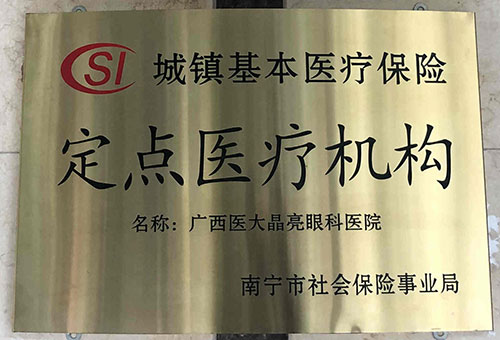 CSI 城镇基本医疗保险
定点医疗机构
名称：广西医大晶亮眼科医院
南宁市社会保险事业局